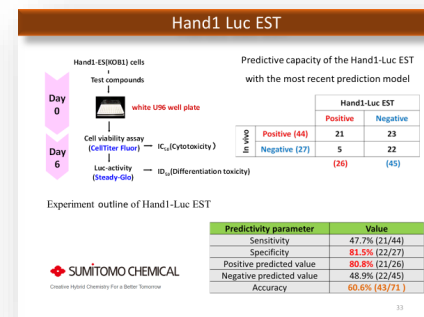 Hand1 Luc EST
Hand1-ES(KOB1) cells
Test compounds
Day
0
white U96 well plate
Cell viability assay
(CellTiter Fluor)
IC50(Cytotoxicity)
Day
6
Luc-activity
(Steady-Glo)
ID50(Differentiation toxicity)
Experiment outline of Hand1-Luc EST
Predictive capacity of the Hand1-Luc EST
with the most recent prediction model
Hand1-Luc EST
Positive Negative
In vivo
Positive (44) 21 23
Negative (27) 5 22
(26) (45)
Predictivity parameter Value
Sensitivity 47.7% (21/44)
Specificity 81.5% (22/27)
Positive predicted value 80.8% (21/26)
Negative predicted value 48.9% (22/45)
Accuracy 60.6% (43/71 )
SUMITOMO CHEMICAL
Creative Hybrid Chemistry For a Better Tomorrow
33